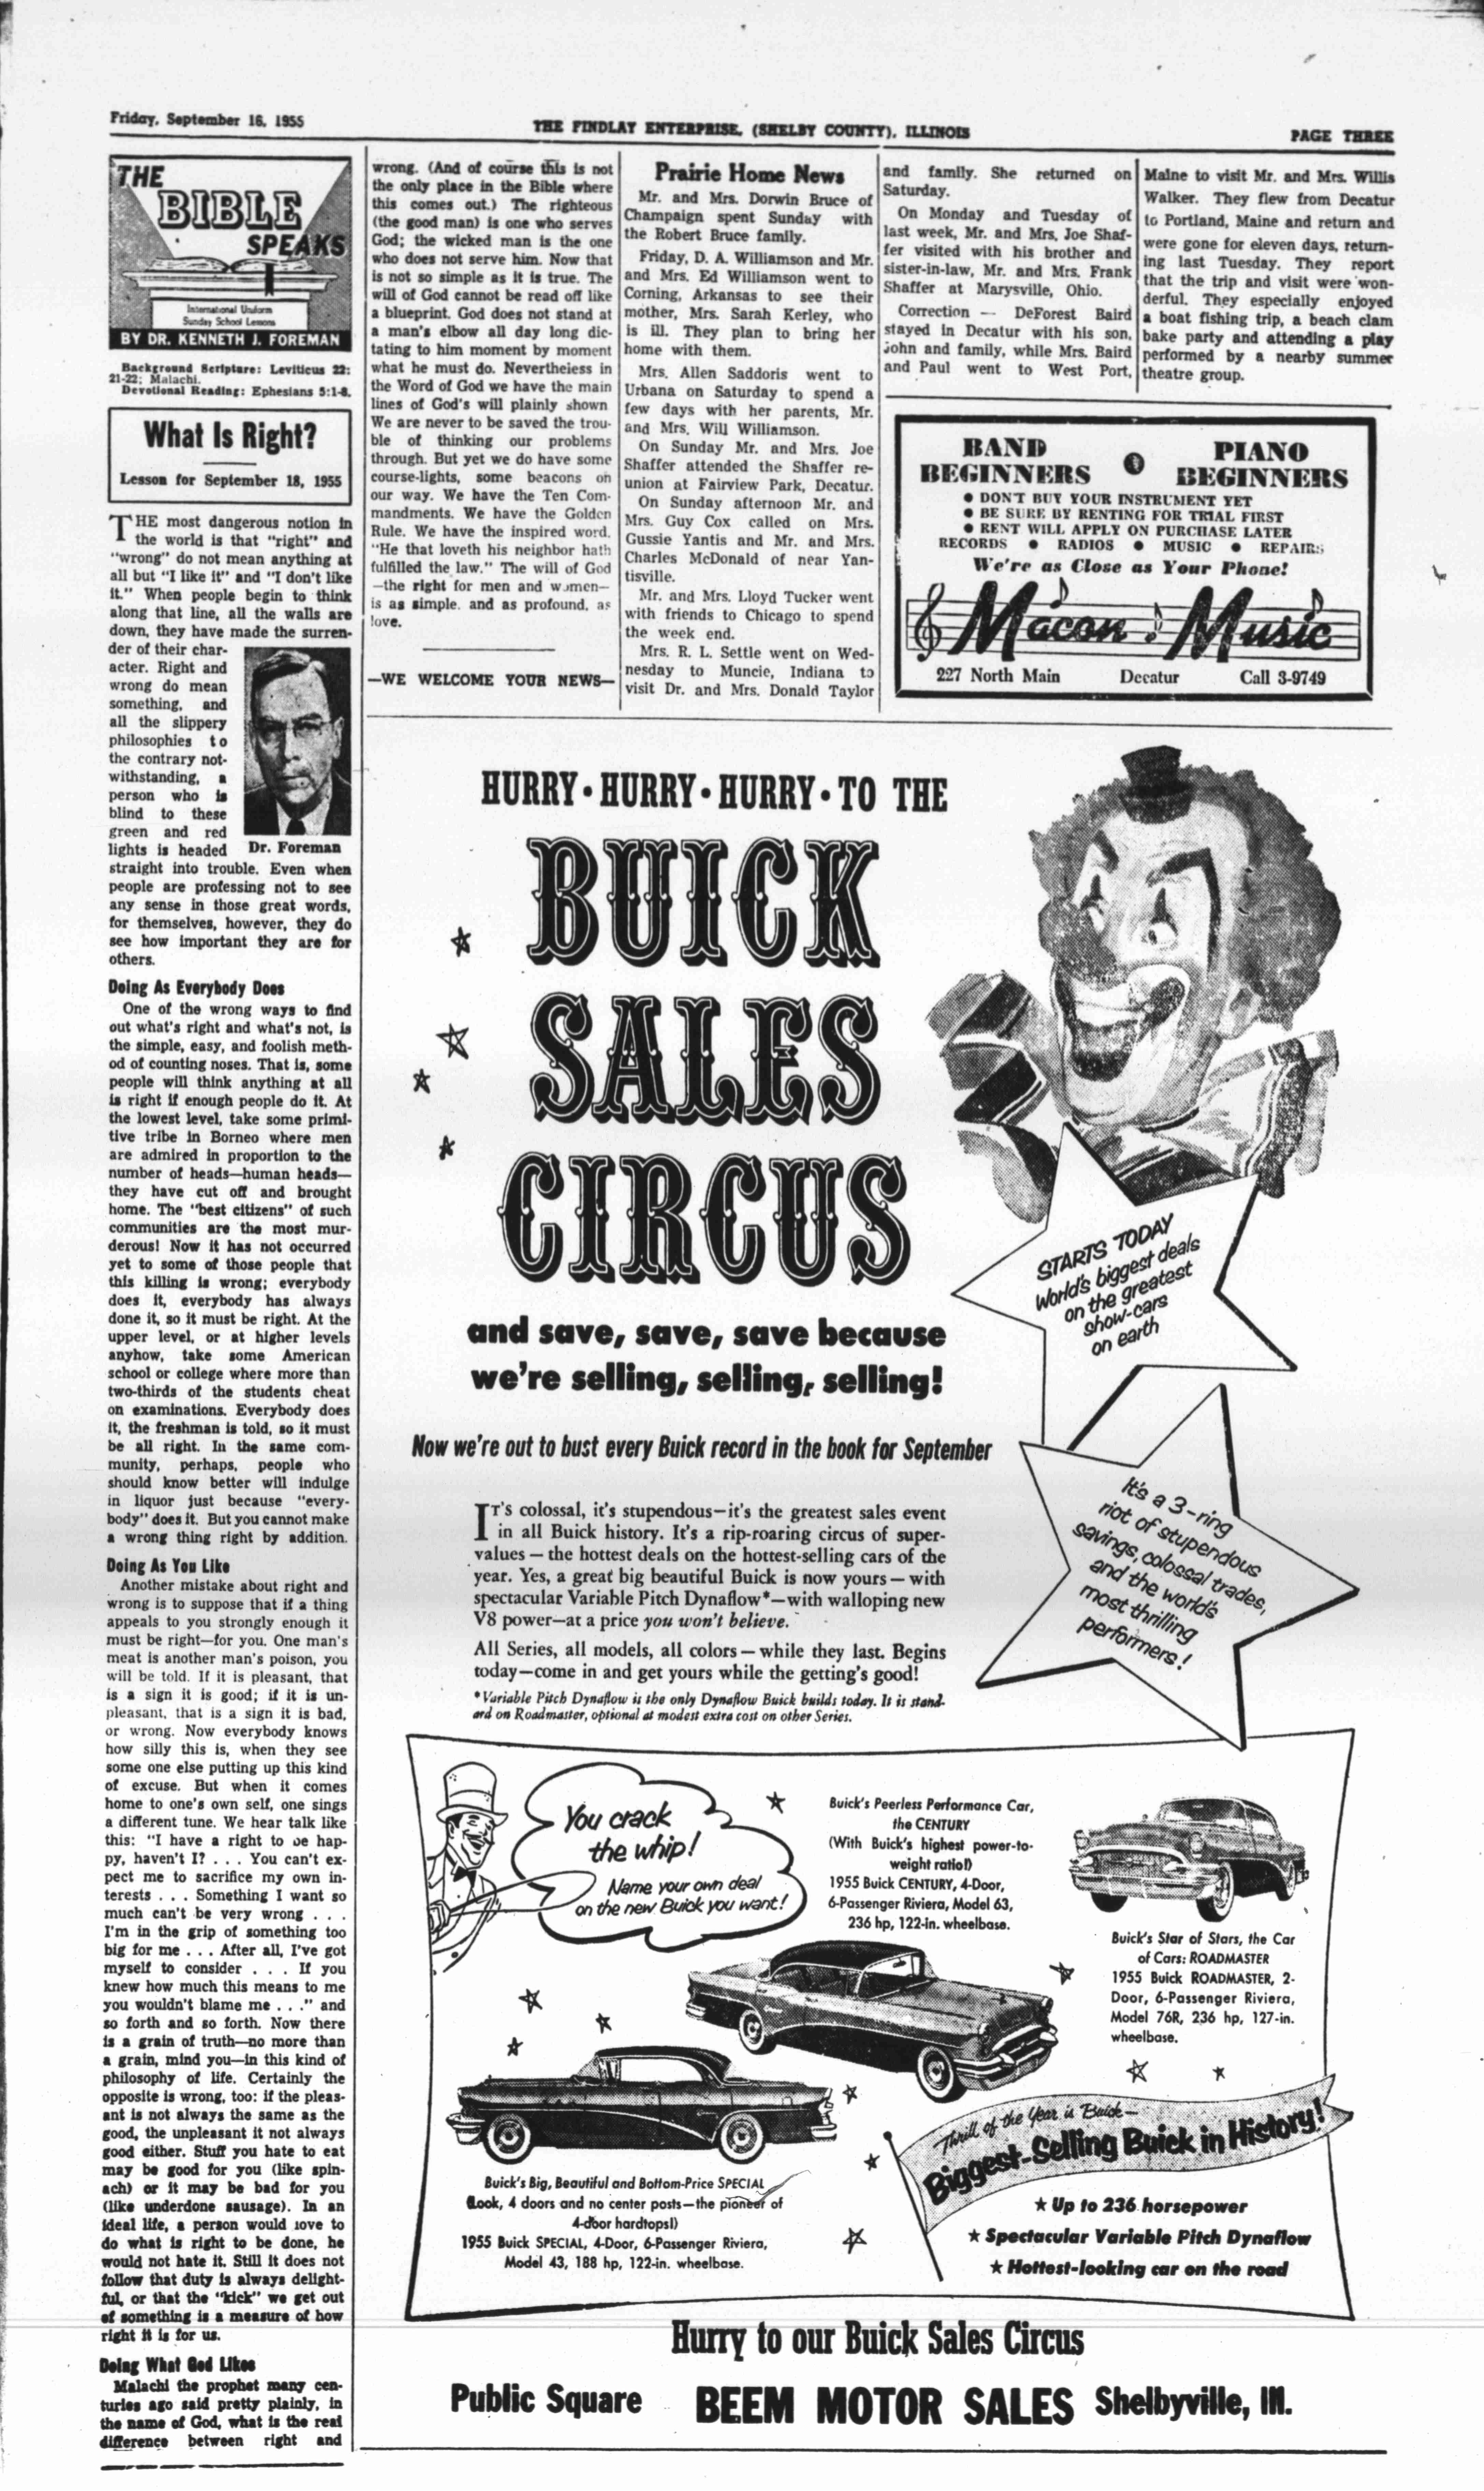 Friday, September 16, 1955
THE FINDLAY ENTERPRISE, (SHELBY COUNTY), ILLINOIS
PAGE THREE
THE
BIBLE
SPEAKS
International Uniform
Sunday School Lessons
BY DR. KENNETH J. FOREMAN
Background Scripture: Leviticus 22:
21-22; Malachi.
Devotional Reading: Ephesians 5:1-8.
What Is Right?
Lesson for September 18, 1955
THE most dangerous notion in
the world is that "right" and
"wrong" do not mean anything at
all but "I like it" and "I don't like
it." When people begin to think
along that line, all the walls are
down, they have made the surren-
der of their char-
acter. Right and
wrong do mean
something, and
all the slippery
philosophies to
the contrary not-
withstanding, a
person who is
blind to these
green and red
lights is headed
Dr. Foreman
straight into trouble. Even when
people are professing not to see
any sense in those great words,
for themselves, however, they do
see how important they are for
others.
Doing As Everybody Does
One of the wrong ways to find
out what's right and what's not, is
the simple, easy, and foolish meth-
od of counting noses. That is, some
people will think anything at all
is right if enough people do it. At
the lowest level, take some primi-
tive tribe in Borneo where men
are admired in proportion to the
number of heads—human heads—
they have cut off and brought
home. The "best citizens" of such
communities are the most mur-
derous! Now it has not occurred
yet to some of those people that
this killing is wrong; everybody
does it, everybody has always
done it, so it must be right. At the
upper level, or at higher levels
anyhow, take some American
school or college where more than
two-thirds of the students cheat
on examinations. Everybody does
it, the freshman is told, so it must
be all right. In the same com-
munity, perhaps, people who
should know better will indulge
in liquor just because "every-
body" does it. But you cannot make
a wrong thing right by addition.
Doing As You Like
Another mistake about right and
wrong is to suppose that if a thing
appeals to you strongly enough it
must be right—for you. One man's
meat is another man's poison, you
will be told. If it is pleasant, that
is a sign it is good; if it is un-
pleasant, that is a sign it is bad,
or wrong. Now everybody knows
how silly this is, when they see
some one else putting up this kind
of excuse. But when it comes
home to one's own self, one sings
a different tune. We hear talk like
this: "I have a right to be hap-
py, haven't I? . . . You can't ex-
pect me to sacrifice my own in-
terests . . . Something I want so
much can't be very wrong . . .
I'm in the grip of something too
big for me . . . After all, I've got
myself to consider . . . If you
knew how much this means to me
you wouldn't blame me . . ." and
so forth and so forth. Now there
is a grain of truth—no more than
a grain, mind you—in this kind of
philosophy of life. Certainly the
opposite is wrong, too: if the pleas-
ant is not always the same as the
good, the unpleasant it not always
good either. Stuff you hate to eat
may be good for you (like spin-
ach) or it may be bad for you
(like underdone sausage). In an
ideal life, a person would love to
do what is right to be done, he
would not hate it. Still it does not
follow that duty is always delight-
ful, or that the "kick" we get out
of something is a measure of how
right it is for us.
Doing What God Likes
Malachi the prophet many cen-
turies ago said pretty plainly, in
the name of God, what is the real
difference between right and
wrong. (And of course this is not
the only place in the Bible where
this comes out.) The righteous
(the good man) is one who serves
God; the wicked man is the one
who does not serve him. Now that
is not so simple as it is true. The
will of God cannot be read off like
a blueprint. God does not stand at
a man's elbow all day long dic-
tating to him moment by moment
what he must do. Nevertheless in
the Word of God we have the main
lines of God's will plainly shown
We are never to be saved the trou-
ble of thinking our problems
through. But yet we do have some
course-lights, some beacons on
our way. We have the Ten Com-
mandments. We have the Golden
Rule. We have the inspired word.
"He that loveth his neighbor hath
fulfilled the law." The will of God
—the right for men and women—
is as simple, and as profound, as
love.
—WE WELCOME YOUR NEWS—
Prairie Home News
Mr. and Mrs. Dorwin Bruce of
Champaign spent Sunday with
the Robert Bruce family.
Friday, D. A. Williamson and Mr.
and Mrs. Ed Williamson went to
Corning, Arkansas to see their
mother, Mrs. Sarah Kerley, who
is ill. They plan to bring her
home with them.
Mrs. Allen Saddoris went to
Urbana on Saturday to spend a
few days with her parents, Mr.
and Mrs. Will Williamson.
On Sunday Mr. and Mrs. Joe
Shaffer attended the Shaffer re-
union at Fairview Park, Decatur.
On Sunday afternoon Mr. and
Mrs. Guy Cox called on Mrs.
Gussie Yantis and Mr. and Mrs.
Charles McDonald of near Yan-
tisville.
Mr. and Mrs. Lloyd Tucker went
with friends to Chicago to spend
the week end.
Mrs. R. L. Settle went on Wed-
nesday to Muncie, Indiana to
visit Dr. and Mrs. Donald Taylor
and family. She returned on
Saturday.
On Monday and Tuesday of
last week, Mr. and Mrs. Joe Shaf-
fer visited with his brother and
sister-in-law, Mr. and Mrs. Frank
Shaffer at Marysville, Ohio.
Correction — DeForest Baird
stayed in Decatur with his son,
John and family, while Mrs. Baird
and Paul went to West Port,
Maine to visit Mr. and Mrs. Willis
Walker. They flew from Decatur
to Portland, Maine and return and
were gone for eleven days, return-
ing last Tuesday. They report
that the trip and visit were won-
derful. They especially enjoyed
a boat fishing trip, a beach clam
bake party and attending a play
performed by a nearby summer
theatre group.
BAND
BEGINNERS
PIANO
BEGINNERS
● DON'T BUY YOUR INSTRUMENT YET
● BE SURE BY RENTING FOR TRIAL FIRST
● RENT WILL APPLY ON PURCHASE LATER
RECORDS ● RADIOS ● MUSIC ● REPAIRS
We're as Close as Your Phone!
Macon Music
227 North Main Decatur Call 3-9749
HURRY • HURRY • HURRY • TO THE
BUICK
SALES
CIRCUS
and save, save, save because
we're selling, selling, selling!
Now we're out to bust every Buick record in the book for September
STARTS TODAY
World's biggest deals
on the greatest
show-cars
on earth
It's a 3-ring
riot of stupendous
savings, colossal trades,
and the world's
most thrilling
performers!
IT'S colossal, it's stupendous—it's the greatest sales event
in all Buick history. It's a rip-roaring circus of super-
values — the hottest deals on the hottest-selling cars of the
year. Yes, a great big beautiful Buick is now yours — with
spectacular Variable Pitch Dynaflow*—with walloping new
V8 power—at a price you won't believe.
All Series, all models, all colors — while they last. Begins
today—come in and get yours while the getting's good!
*Variable Pitch Dynaflow is the only Dynaflow Buick builds today. It is stand-
ard on Roadmaster, optional at modest extra cost on other Series.
You crack
the whip!
Name your own deal
on the new Buick you want!
Buick's Peerless Performance Car,
the CENTURY
(With Buick's highest power-to-
weight ratio!)
1955 Buick CENTURY, 4-Door,
6-Passenger Riviera, Model 63,
236 hp, 122-in. wheelbase.
Buick's Star of Stars, the Car
of Cars: ROADMASTER
1955 Buick ROADMASTER, 2-
Door, 6-Passenger Riviera,
Model 76R, 236 hp, 127-in.
wheelbase.
Buick's Big, Beautiful and Bottom-Price SPECIAL
(Look, 4 doors and no center posts—the pioneer of
4-door hardtops!)
1955 Buick SPECIAL, 4-Door, 6-Passenger Riviera,
Model 43, 188 hp, 122-in. wheelbase.
Thrill of the Year is Buick—
Biggest-Selling Buick in History!
★ Up to 236 horsepower
★ Spectacular Variable Pitch Dynaflow
★ Hottest-looking car on the road
Hurry to our Buick Sales Circus
Public Square BEEM MOTOR SALES Shelbyville, Ill.